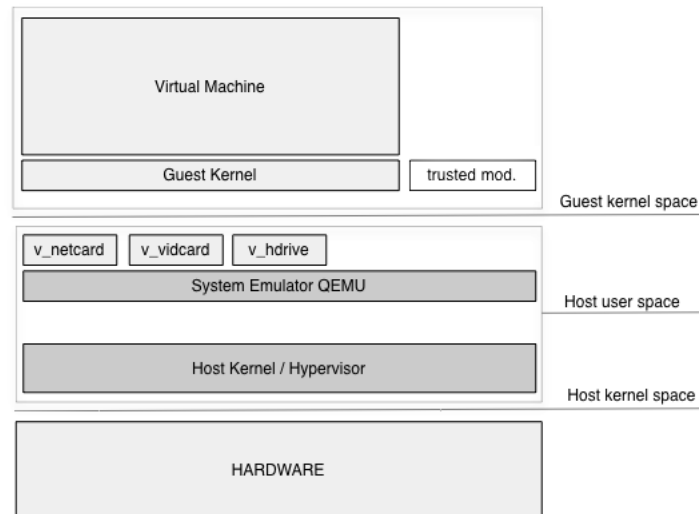 Virtual Machine
Guest Kernel
trusted mod.
Guest kernel space
v_netcard
v_vidcard
v_hdrive
System Emulator QEMU
Host user space
Host Kernel / Hypervisor
Host kernel space
HARDWARE